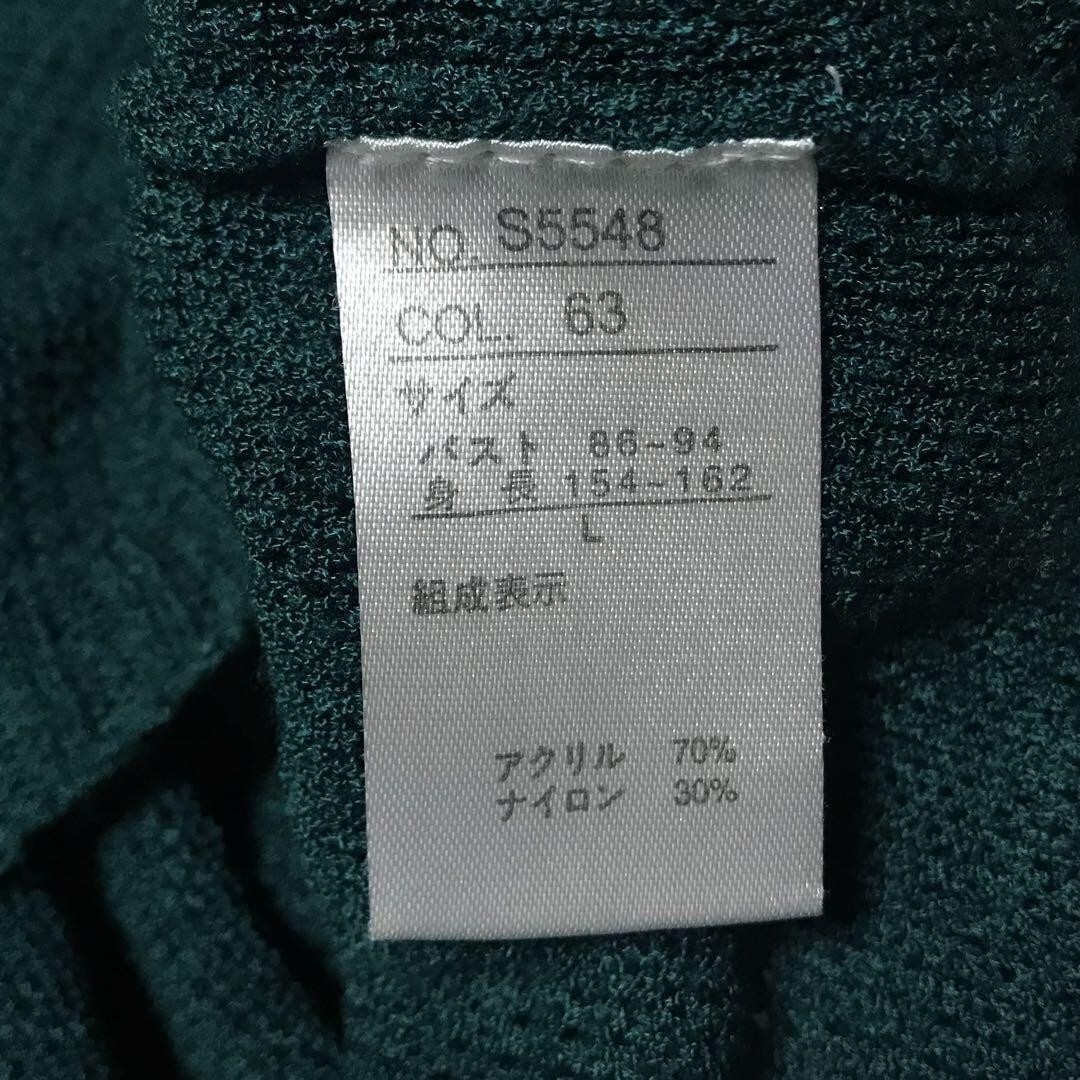 NO. S5548
COL. 63
サイズ
バスト 86~94
身長 154~162
L
組成表示
アクリル 70%
ナイロン 30%